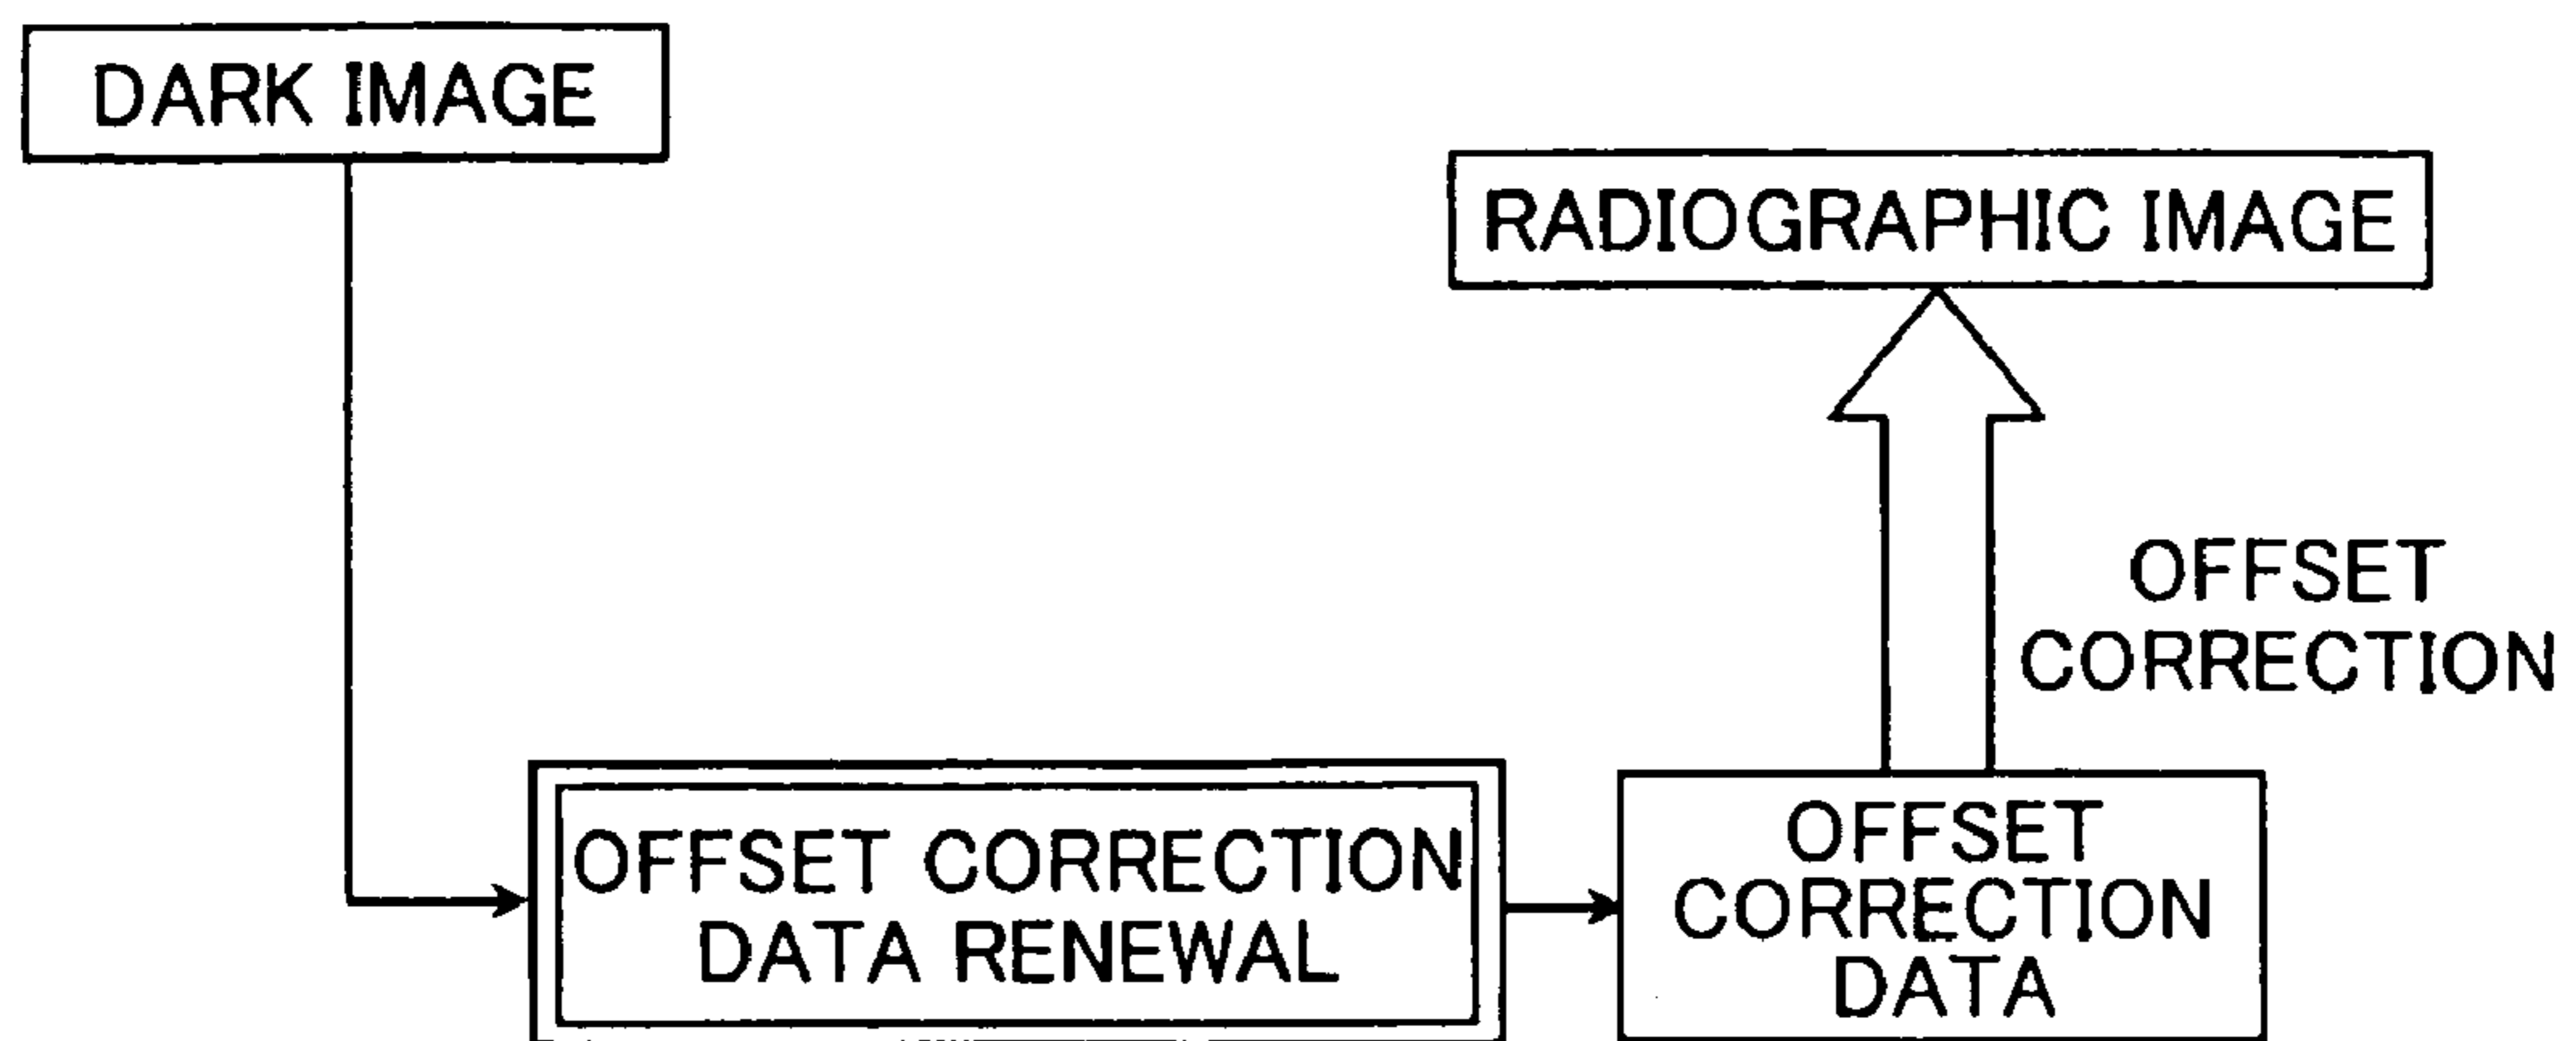 DARK IMAGE
RADIOGRAPHIC IMAGE
OFFSET
CORRECTION
OFFSET CORRECTION
DATA RENEWAL
OFFSET
CORRECTION
DATA